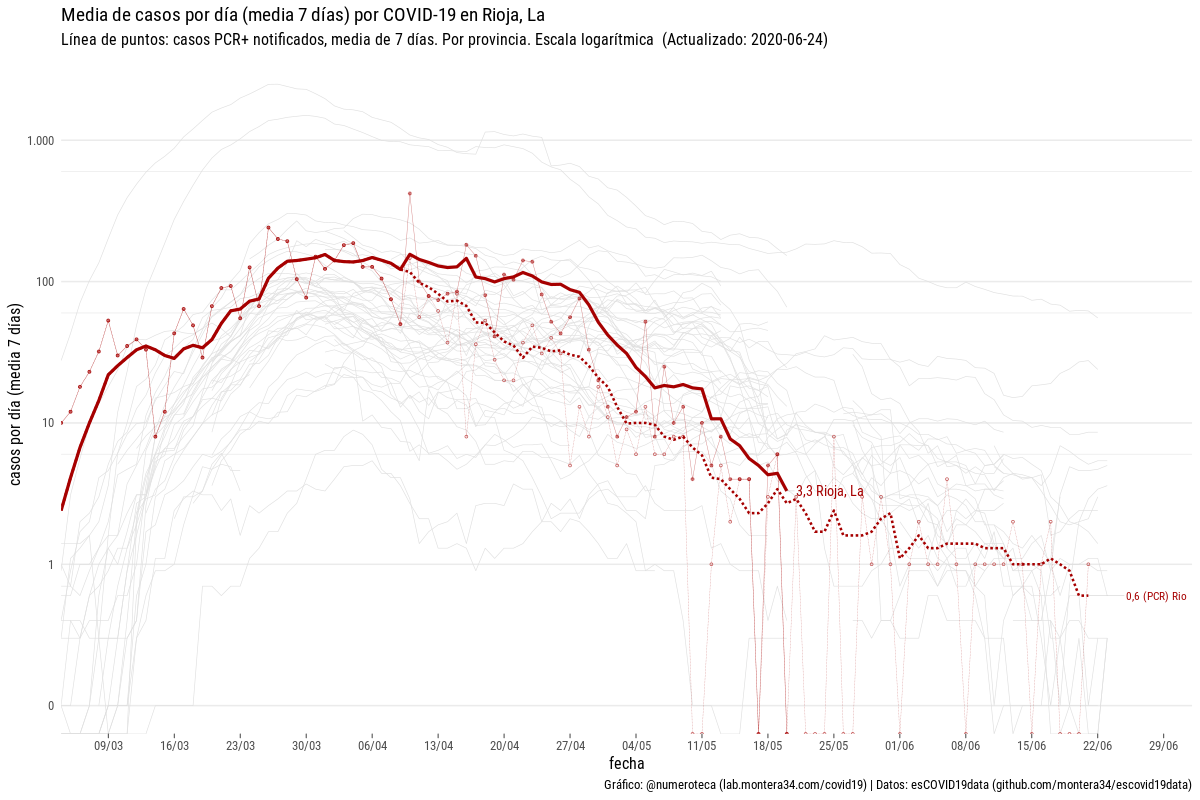 Media de casos por día (media 7 días) por COVID-19 en Rioja, La
Línea de puntos: casos PCR+ notificados, media de 7 días. Por provincia. Escala logarítmica  (Actualizado: 2020-06-24)
casos por día (media 7 días)
1.000
100
10
1
0
3,3 Rioja, La
0,6 (PCR) Rio
09/03 16/03 23/03 30/03 06/04 13/04 20/04 27/04 04/05 11/05 18/05 25/05 01/06 08/06 15/06 22/06 29/06
fecha
Gráfico: @numeroteca (lab.montera34.com/covid19) | Datos: esCOVID19data (github.com/montera34/escovid19data)